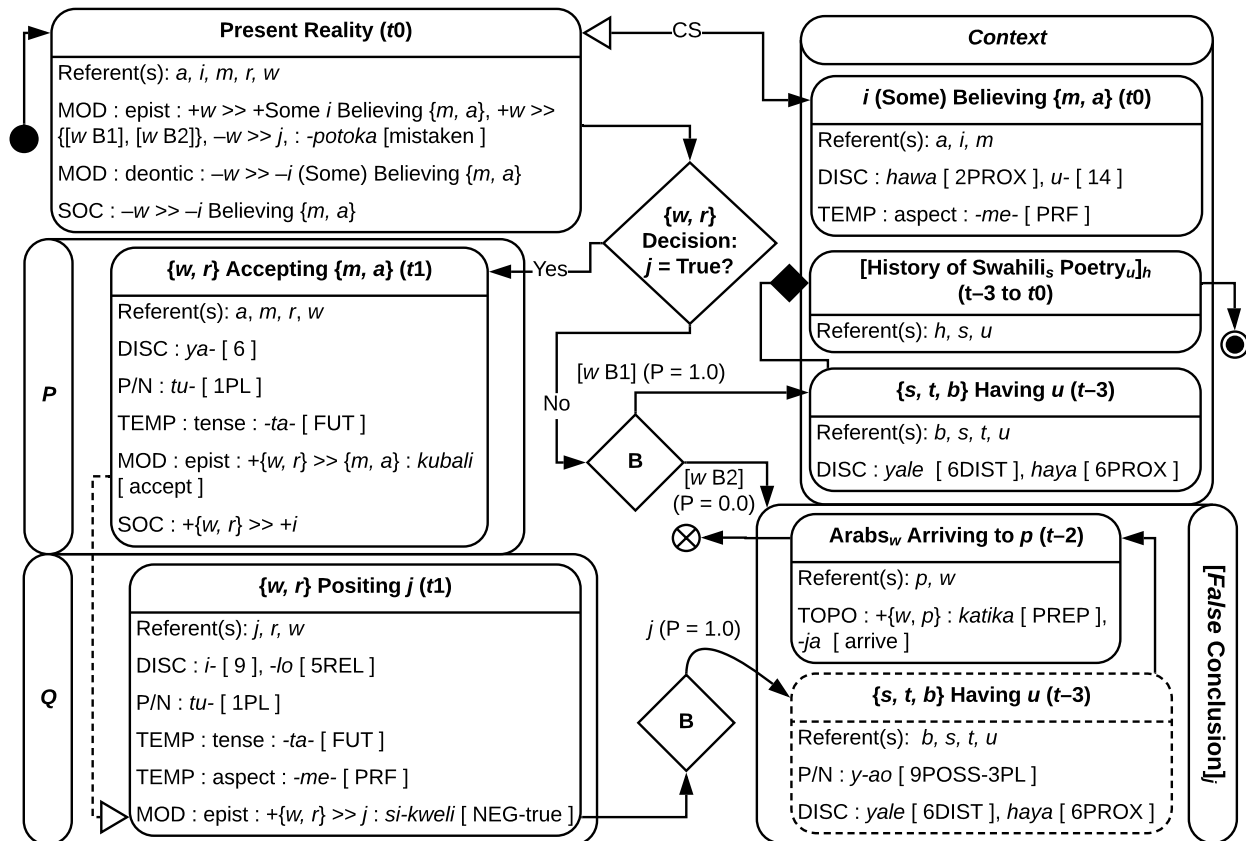 Present Reality (t0)
Referent(s): a, i, m, r, w
MOD : epist : +w >> +Some i Believing {m, a}, +w >>
{[w B1], [w B2]}, –w >> j, : -potoka [mistaken ]
MOD : deontic : –w >> –i (Some) Believing {m, a}
SOC : –w >> –i Believing {m, a}
CS
Context
i (Some) Believing {m, a} (t0)
Referent(s): a, i, m
DISC : hawa [ 2PROX ], u- [ 14 ]
TEMP : aspect : -me- [ PRF ]
{w, r}
Decision:
j = True?
Yes
No
[History of Swahilis Poetryu]h
(t–3 to t0)
Referent(s): h, s, u
P
{w, r} Accepting {m, a} (t1)
Referent(s): a, m, r, w
DISC : ya- [ 6 ]
P/N : tu- [ 1PL ]
TEMP : tense : -ta- [ FUT ]
MOD : epist : +{w, r} >> {m, a} : kubali
[ accept ]
SOC : +{w, r} >> +i
[w B1] (P = 1.0)
B
[w B2]
(P = 0.0)
{s, t, b} Having u (t–3)
Referent(s): b, s, t, u
DISC : yale [ 6DIST ], haya [ 6PROX ]
Q
{w, r} Positing j (t1)
Referent(s): j, r, w
DISC : i- [ 9 ], -lo [ 5REL ]
P/N : tu- [ 1PL ]
TEMP : tense : -ta- [ FUT ]
TEMP : aspect : -me- [ PRF ]
MOD : epist : +{w, r} >> j : si-kweli [ NEG-true ]
j (P = 1.0)
B
Arabsw Arriving to p (t–2)
Referent(s): p, w
TOPO : +{w, p} : katika [ PREP ],
-ja [ arrive ]
{s, t, b} Having u (t–3)
Referent(s): b, s, t, u
P/N : y-ao [ 9POSS-3PL ]
DISC : yale [ 6DIST ], haya [ 6PROX ]
[False Conclusion]j